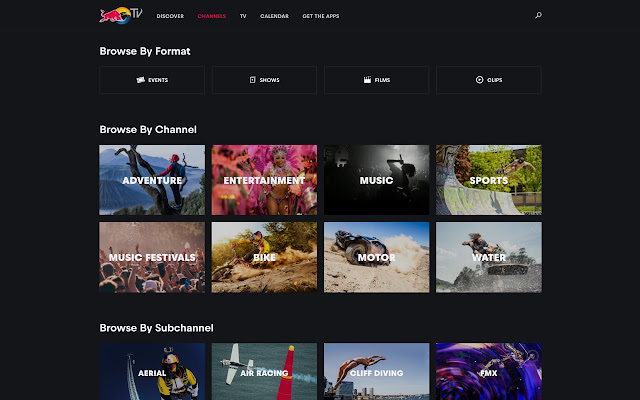 TV DISCOVER CHANNELS TV CALENDAR GET THE APPS
Browse By Format
EVENTS SHOWS FILMS CLIPS
Browse By Channel
ADVENTURE ENTERTAINMENT MUSIC SPORTS
MUSIC FESTIVALS BIKE MOTOR WATER
Browse By Subchannel
AERIAL AIR RACING CLIFF DIVING FMX